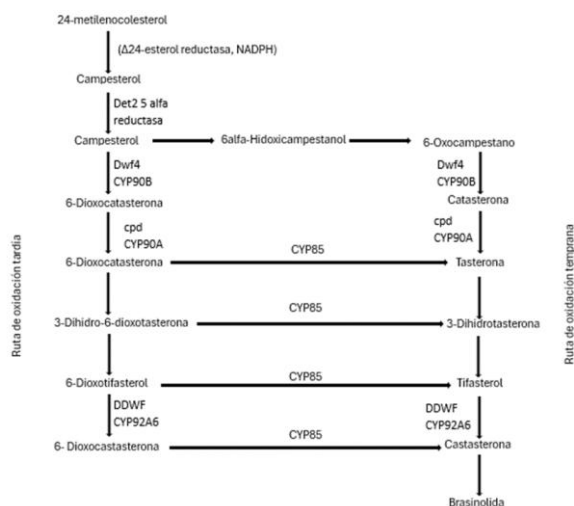 24-metilenocolesterol
(Δ24-esterol reductasa, NADPH)
Campesterol
Det2 5 alfa
reductasa
Campesterol
6alfa-Hidoxicampestanol
6-Oxocampestano
Dwf4
CYP90B
Dwf4
CYP90B
6-Dioxocatasterona
Catasterona
cpd
CYP90A
cpd
CYP90A
6-Dioxocatasterona
CYP85
Tasterona
3-Dihidro-6-dioxotasterona
CYP85
3-Dihidrotasterona
6-Dioxotifasterol
CYP85
Tifasterol
DDWF
CYP92A6
DDWF
CYP92A6
6- Dioxocastasterona
CYP85
Castasterona
Brasinolida
Ruta de oxidación tardía
Ruta de oxidación temprana